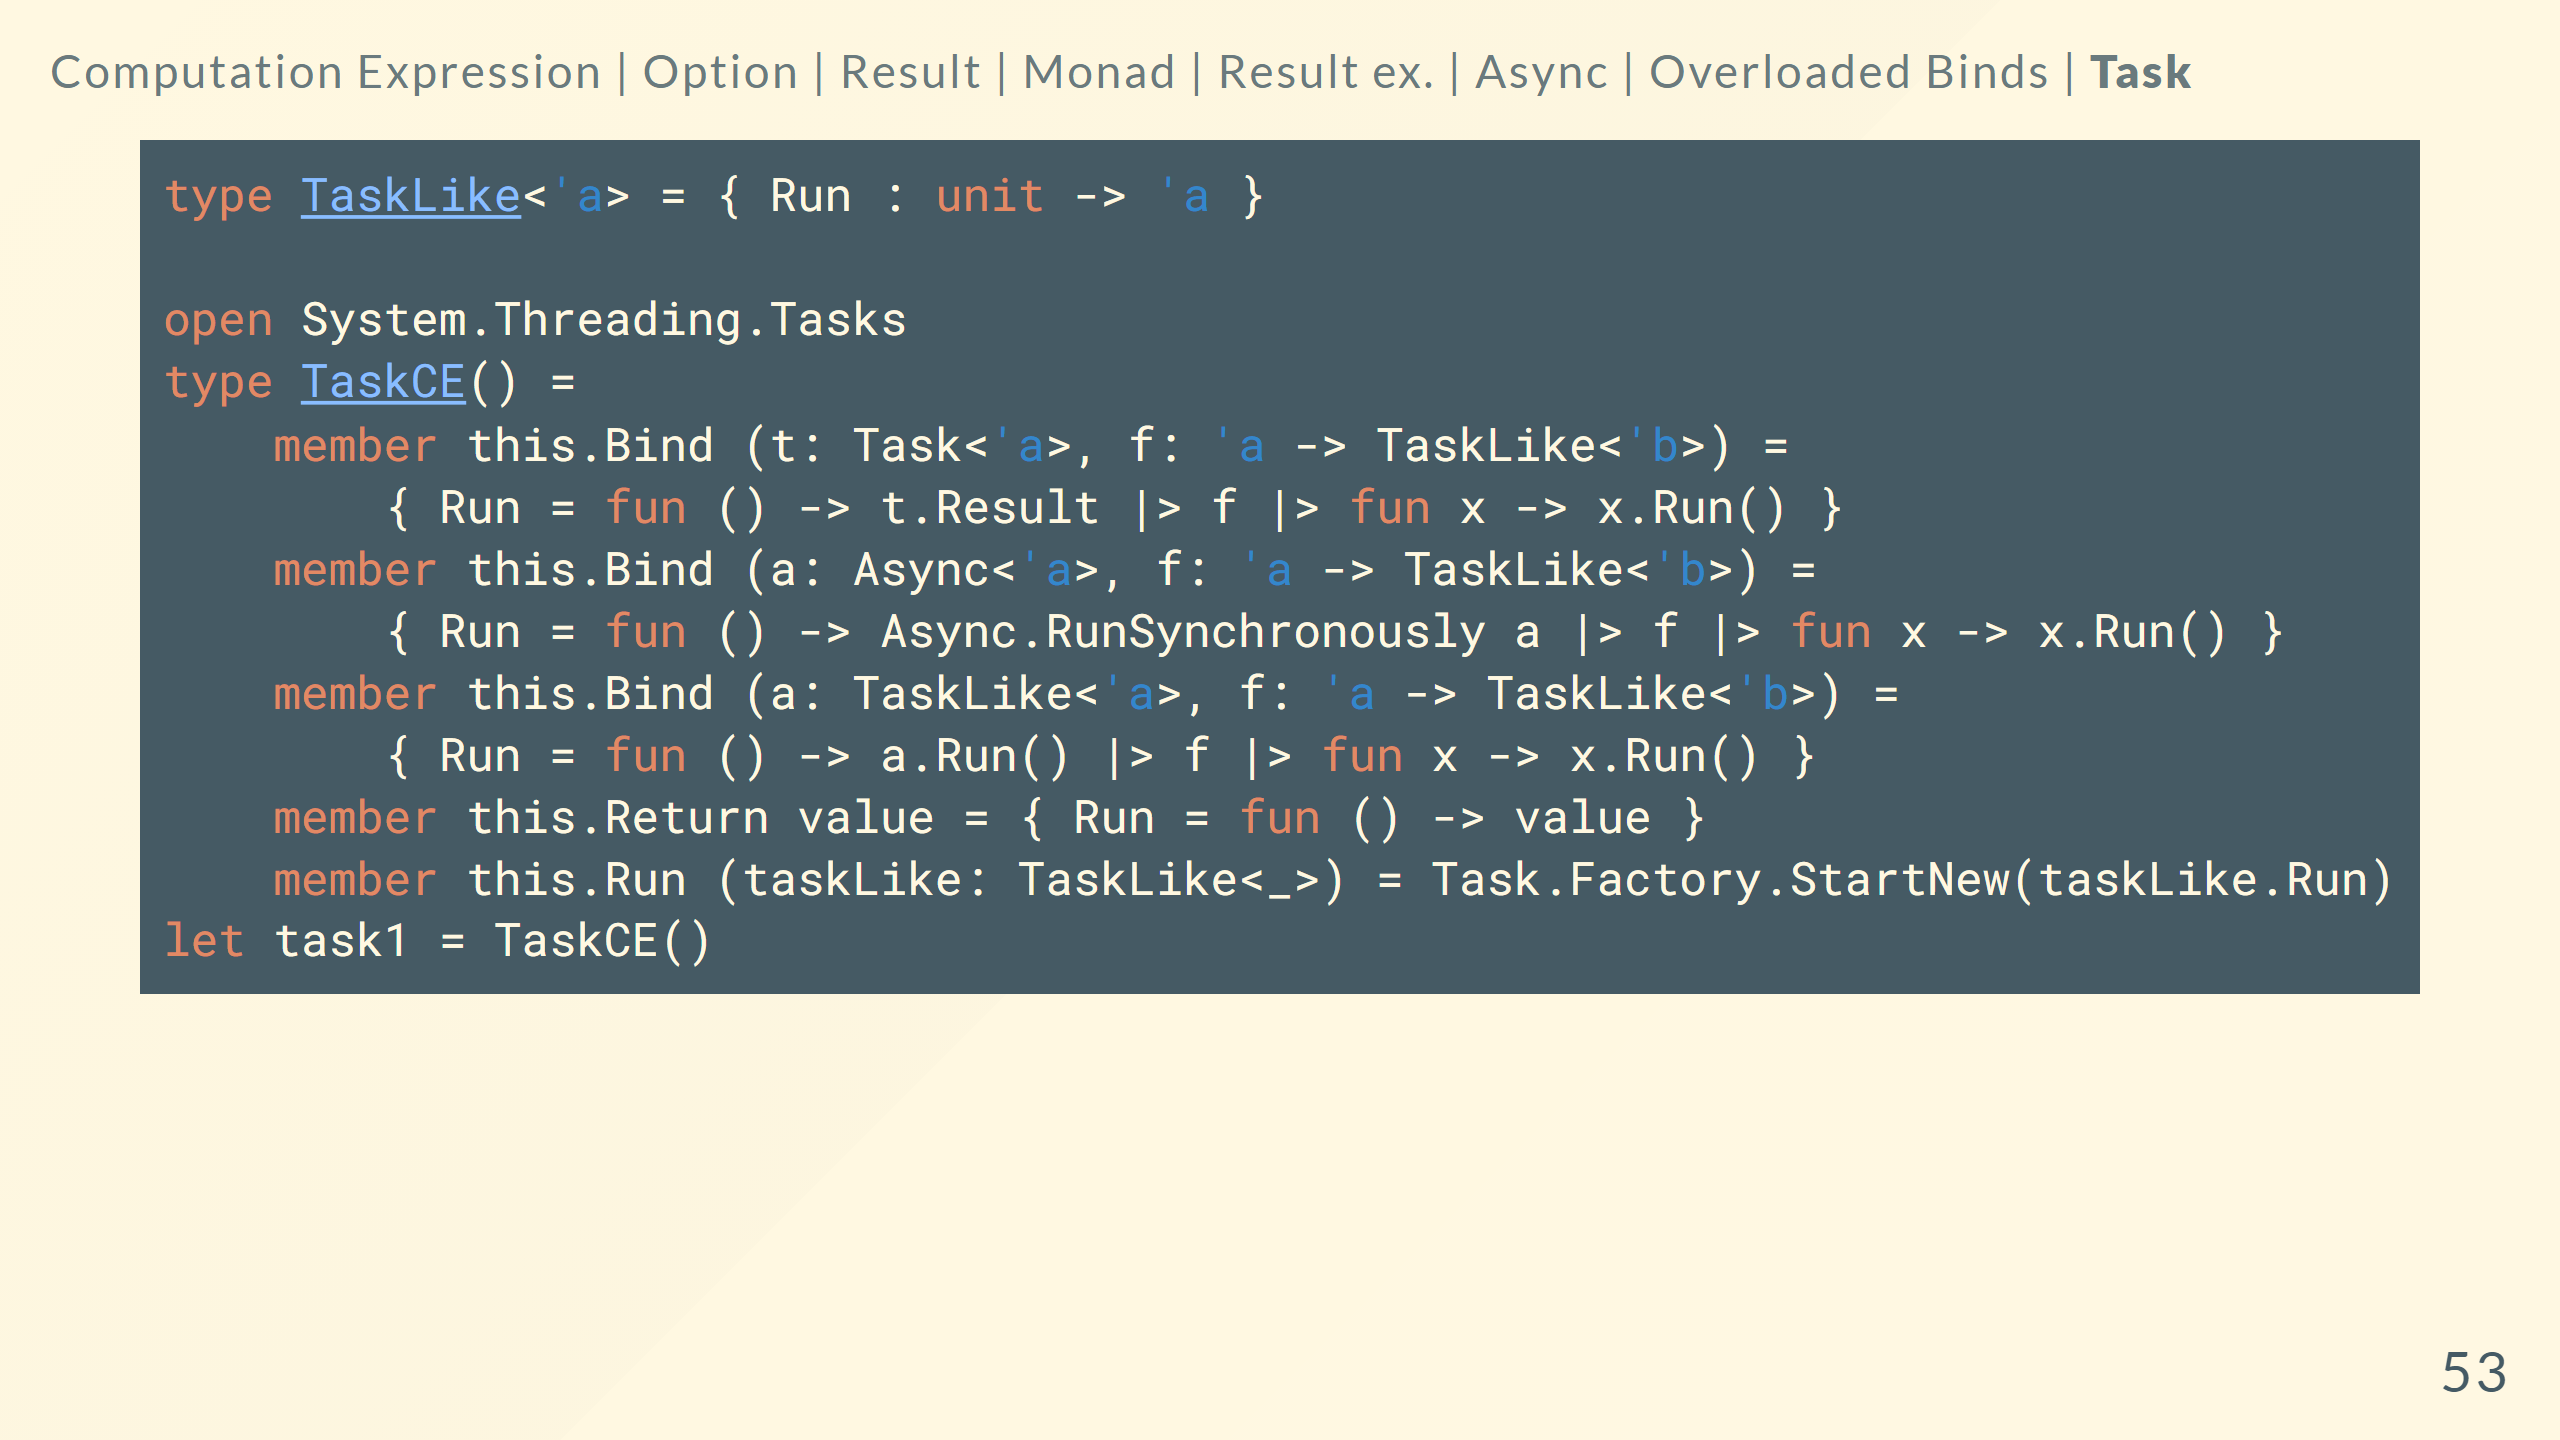 Computation Expression | Option | Result | Monad | Result ex. | Async | Overloaded Binds | Task
type TaskLike<'a> = { Run : unit -> 'a }
open System.Threading.Tasks
type TaskCE() =
    member this.Bind (t: Task<'a>, f: 'a -> TaskLike<'b>) =
        { Run = fun () -> t.Result |> f |> fun x -> x.Run() }
    member this.Bind (a: Async<'a>, f: 'a -> TaskLike<'b>) =
        { Run = fun () -> Async.RunSynchronously a |> f |> fun x -> x.Run() }
    member this.Bind (a: TaskLike<'a>, f: 'a -> TaskLike<'b>) =
        { Run = fun () -> a.Run() |> f |> fun x -> x.Run() }
    member this.Return value = { Run = fun () -> value }
    member this.Run (taskLike: TaskLike<_>) = Task.Factory.StartNew(taskLike.Run)
let task1 = TaskCE()
53